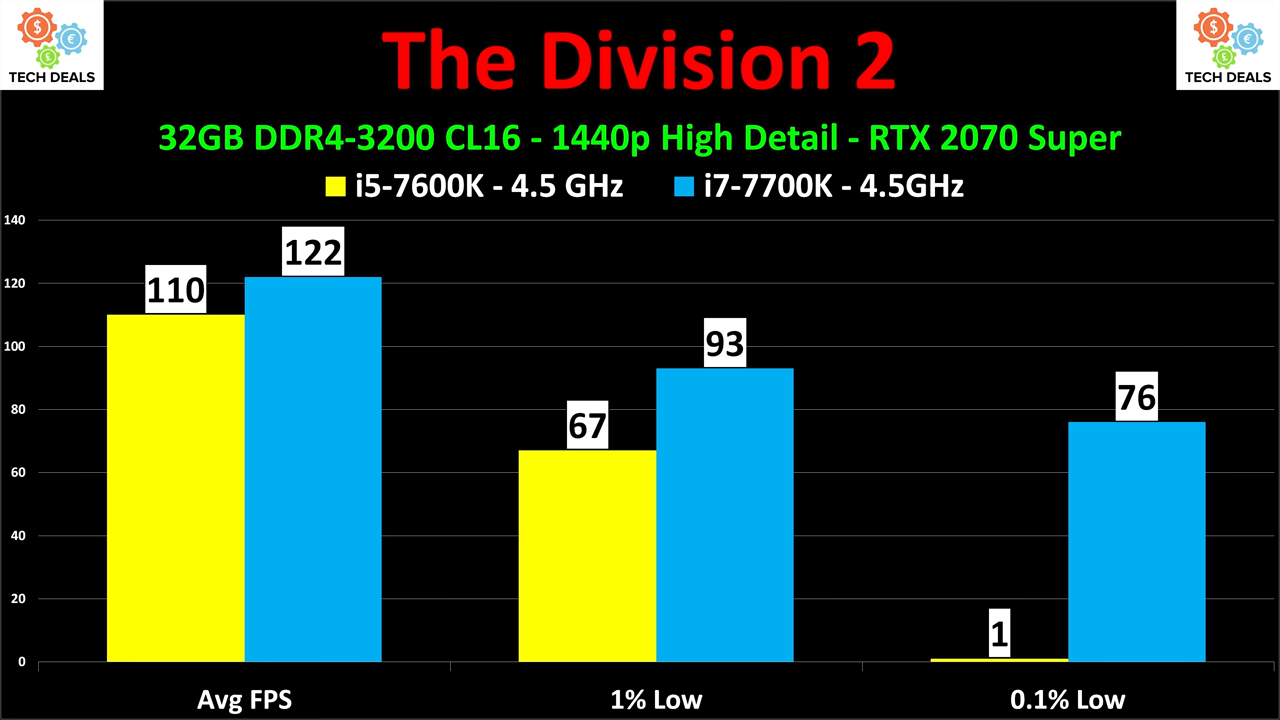 The Division 2
TECH DEALS
TECH DEALS
32GB DDR4-3200 CL16 - 1440p High Detail - RTX 2070 Super
i5-7600K - 4.5 GHz
i7-7700K - 4.5GHz
140
120
100
80
60
40
20
0
110
122
67
93
1
76
Avg FPS
1% Low
0.1% Low